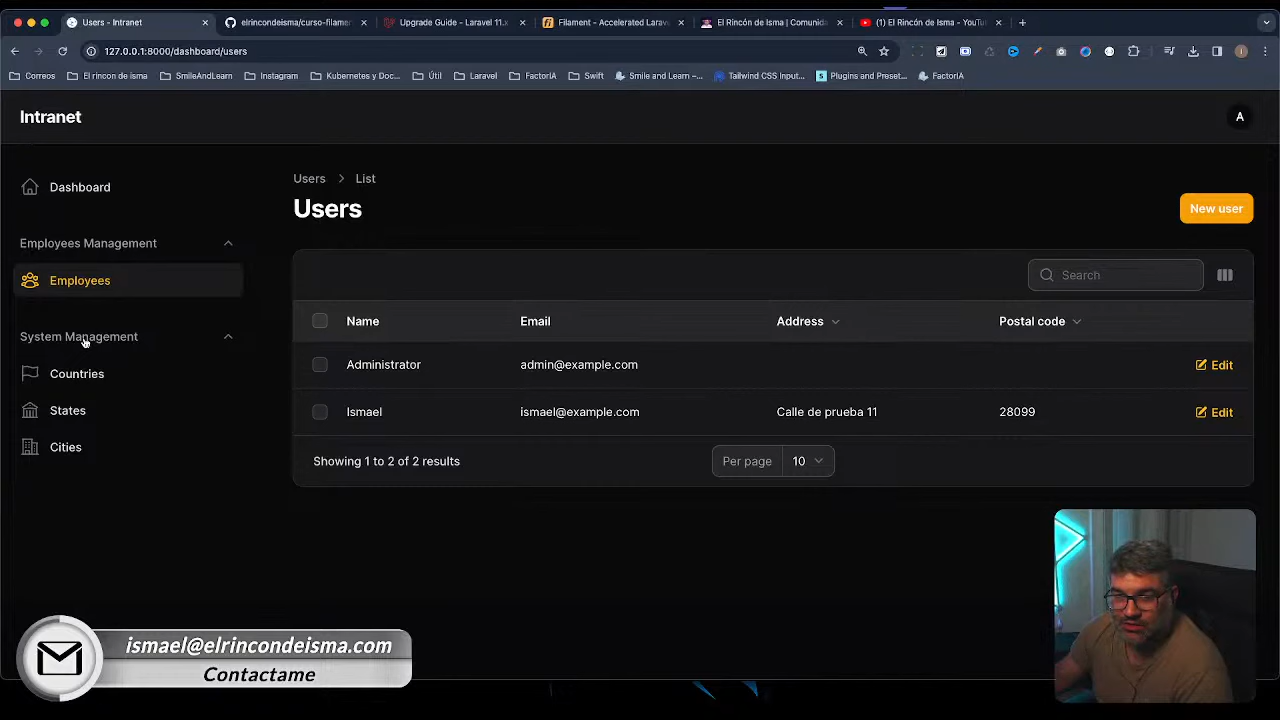 Users - Intranet
elrincondeisma/curso-filamer
Upgrade Guide - Laravel 11.x
Filament - Accelerated Larav
El Rincón de Isma | Comunida
(1) El Rincón de Isma - YouT
127.0.0.1:8000/dashboard/users
Correos
El rincon de isma
SmileAndLearn
Instagram
Kubernetes y Doc...
Útil
Laravel
FactorIA
Swift
Smile and Learn –...
Tailwind CSS Input...
Plugins and Preset...
FactorIA
Intranet
A
Dashboard
Employees Management
Employees
System Management
Countries
States
Cities
Users > List
Users
New user
Search
Name Email Address Postal code
Administrator admin@example.com Edit
Ismael ismael@example.com Calle de prueba 11 28099 Edit
Showing 1 to 2 of 2 results
Per page 10
ismael@elrincondeisma.com
Contactame